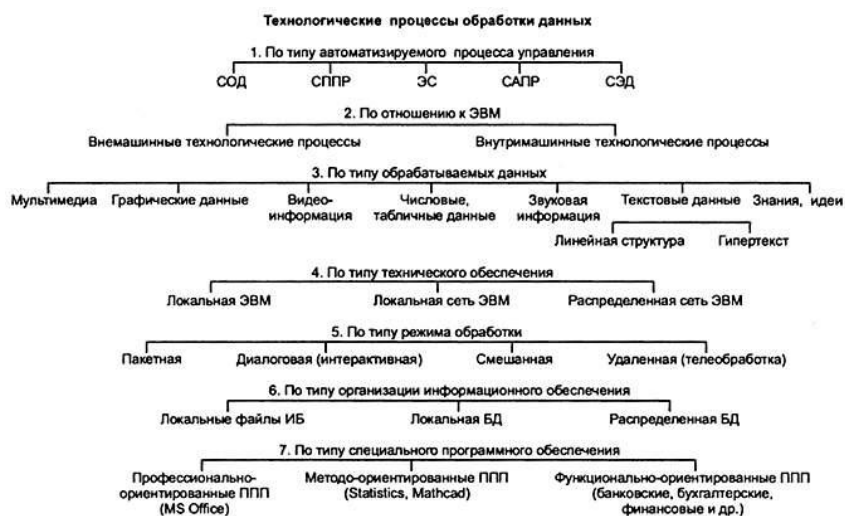 Технологические процессы обработки данных
1. По типу автоматизируемого процесса управления
СОД СППР ЭС САПР СЭД
2. По отношению к ЭВМ
Внемашинные технологические процессы Внутримашинные технологические процессы
3. По типу обрабатываемых данных
Мультимедиа Графические данные Видео- Числовые, Звуковая Текстовые данные Знания, идеи
информация табличные данные информация
Линейная структура Гипертекст
4. По типу технического обеспечения
Локальная ЭВМ Локальная сеть ЭВМ Распределенная сеть ЭВМ
5. По типу режима обработки
Пакетная Диалоговая (интерактивная) Смешанная Удаленная (телеобработка)
6. По типу организации информационного обеспечения
Локальные файлы ИБ Локальная БД Распределенная БД
7. По типу специального программного обеспечения
Профессионально- Методо-ориентированные ППП Функционально-ориентированные ППП
ориентированные ППП (Statistics, Mathcad) (банковские, бухгалтерские,
(MS Office) финансовые и др.)